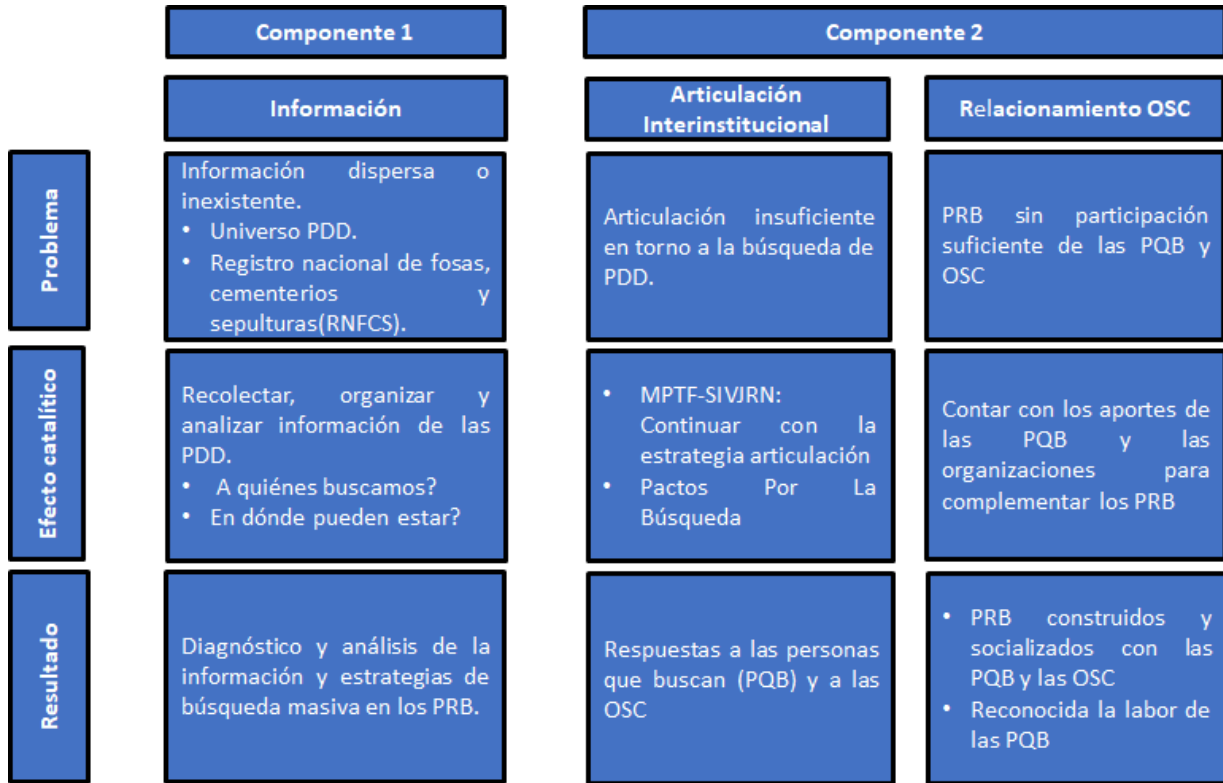 Componente 1
Componente 2
Información
Articulación
Interinstitucional
Relacionamiento OSC
Problema
Información dispersa o
inexistente.
• Universo PDD.
• Registro nacional de fosas,
cementerios y
sepulturas(RNFCS).
Articulación insuficiente
en torno a la búsqueda de
PDD.
PRB sin participación
suficiente de las PQB y
OSC
Efecto catalítico
Recolectar, organizar y
analizar información de las
PDD.
• A quiénes buscamos?
• En dónde pueden estar?
• MPTF-SIVJRN:
Continuar con la
estrategia articulación
• Pactos Por La
Búsqueda
Contar con los aportes de
las PQB y las
organizaciones para
complementar los PRB
Resultado
Diagnóstico y análisis de la
información y estrategias de
búsqueda masiva en los PRB.
Respuestas a las personas
que buscan (PQB) y a las
OSC
• PRB construidos y
socializados con las
PQB y las OSC
• Reconocida la labor de
las PQB